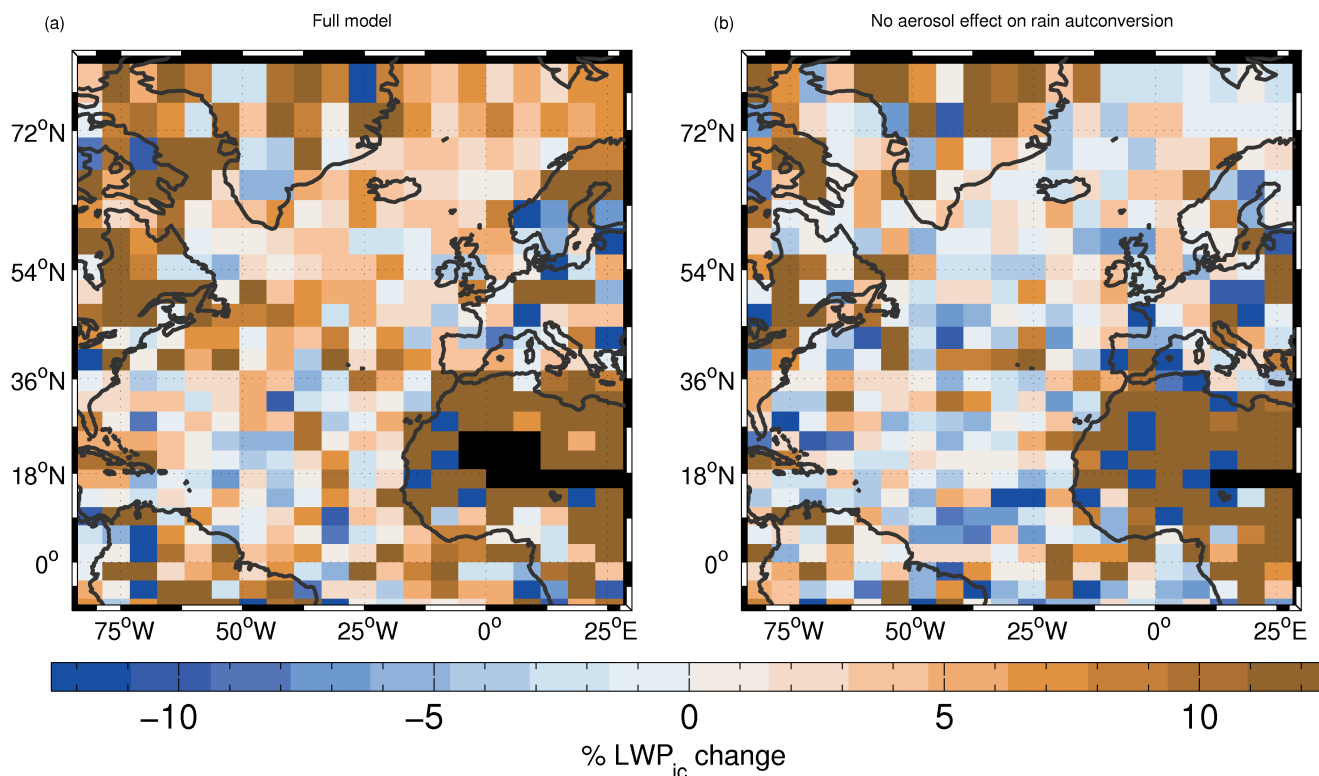 (a) Full model
(b) No aerosol effect on rain autconversion
72°N
54°N
36°N
18°N
0°
75°W 50°W 25°W 0° 25°E
72°N
54°N
36°N
18°N
0°
75°W 50°W 25°W 0° 25°E
−10 −5 0 5 10
% LWP_ic change